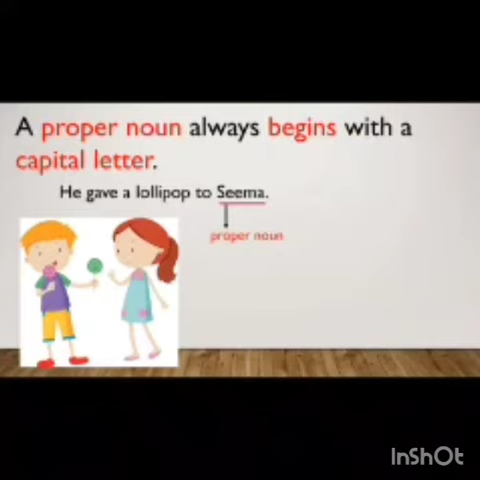 A proper noun always begins with a
capital letter.
He gave a lollipop to Seema.
proper noun
InShOt